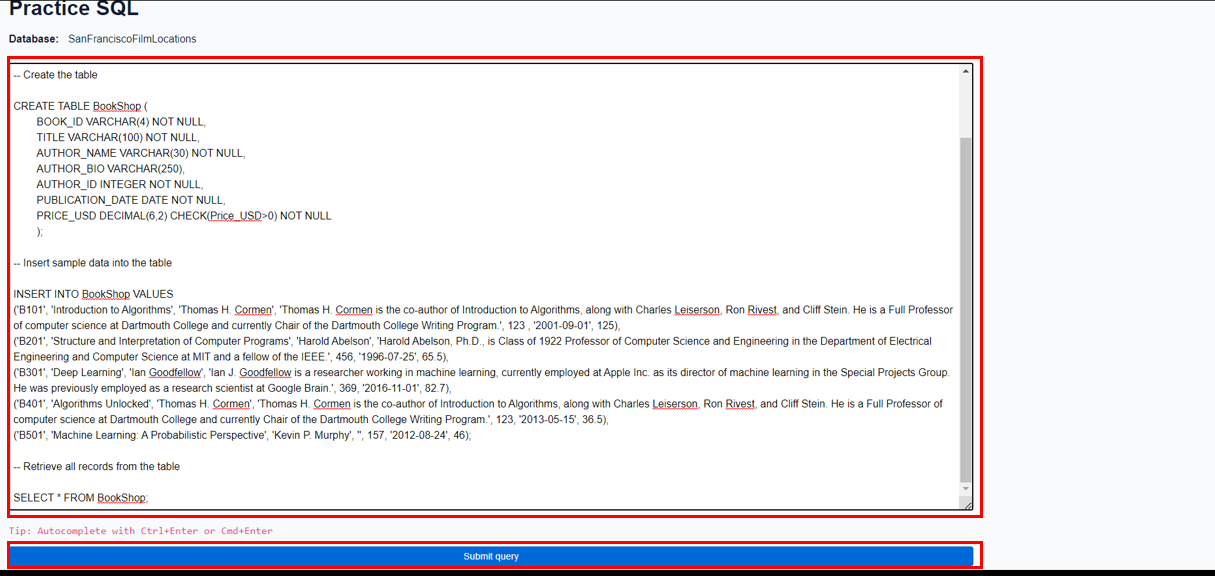 Practice SQL
Database: SanFranciscoFilmLocations
-- Create the table
CREATE TABLE BookShop (
BOOK_ID VARCHAR(4) NOT NULL,
TITLE VARCHAR(100) NOT NULL,
AUTHOR_NAME VARCHAR(30) NOT NULL,
AUTHOR_BIO VARCHAR(250),
AUTHOR_ID INTEGER NOT NULL,
PUBLICATION_DATE DATE NOT NULL,
PRICE_USD DECIMAL(6,2) CHECK(Price_USD>0) NOT NULL
);
-- Insert sample data into the table
INSERT INTO BookShop VALUES
('B101', 'Introduction to Algorithms', 'Thomas H. Cormen', 'Thomas H. Cormen is the co-author of Introduction to Algorithms, along with Charles Leiserson, Ron Rivest, and Cliff Stein. He is a Full Professor
of computer science at Dartmouth College and currently Chair of the Dartmouth College Writing Program.', 123 , '2001-09-01', 125),
('B201', 'Structure and Interpretation of Computer Programs', 'Harold Abelson', 'Harold Abelson, Ph.D., is Class of 1922 Professor of Computer Science and Engineering in the Department of Electrical
Engineering and Computer Science at MIT and a fellow of the IEEE.', 456, '1996-07-25', 65.5),
('B301', 'Deep Learning', 'Ian Goodfellow', 'Ian J. Goodfellow is a researcher working in machine learning, currently employed at Apple Inc. as its director of machine learning in the Special Projects Group.
He was previously employed as a research scientist at Google Brain.', 369, '2016-11-01', 82.7),
('B401', 'Algorithms Unlocked', 'Thomas H. Cormen', 'Thomas H. Cormen is the co-author of Introduction to Algorithms, along with Charles Leiserson, Ron Rivest, and Cliff Stein. He is a Full Professor of
computer science at Dartmouth College and currently Chair of the Dartmouth College Writing Program.', 123, '2013-05-15', 36.5),
('B501', 'Machine Learning: A Probabilistic Perspective', 'Kevin P. Murphy', '', 157, '2012-08-24', 46);
-- Retrieve all records from the table
SELECT * FROM BookShop;
Tip: Autocomplete with Ctrl+Enter or Cmd+Enter
Submit query